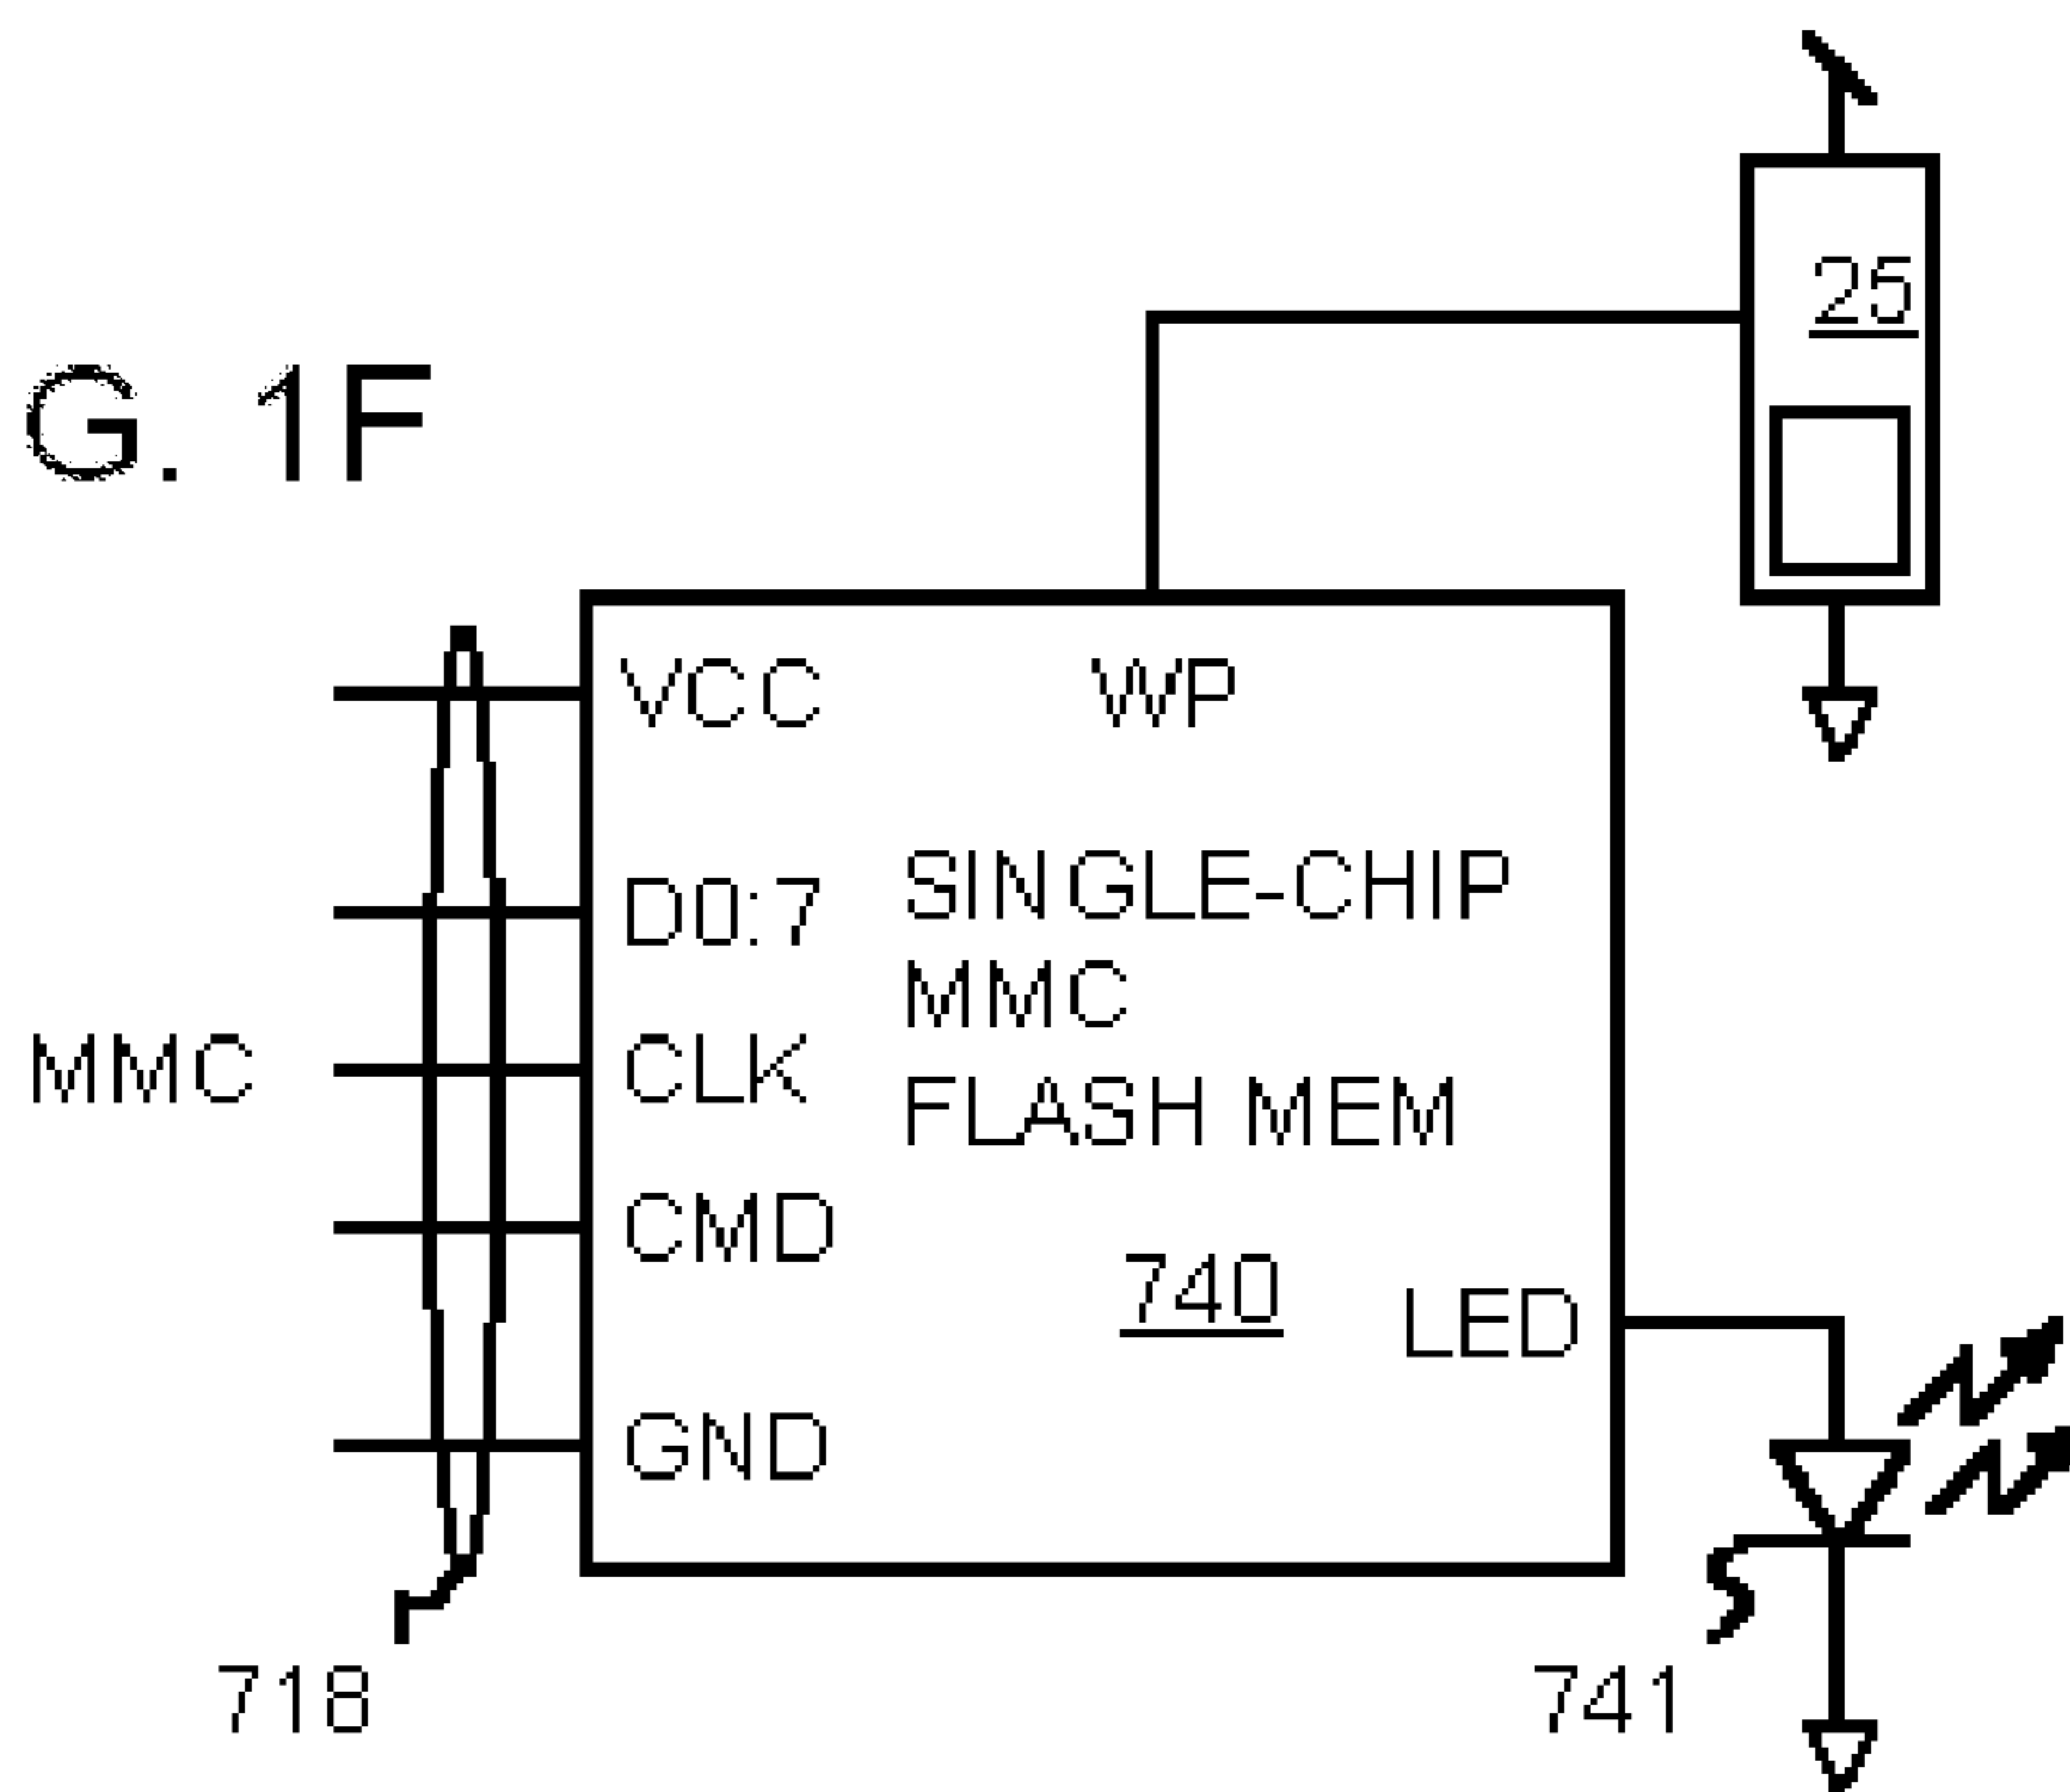 25
G. 1F
VCC
WP
D0:7
SINGLE-CHIP
MMC
FLASH MEM
MMC
CLK
CMD
740
LED
GND
718
741